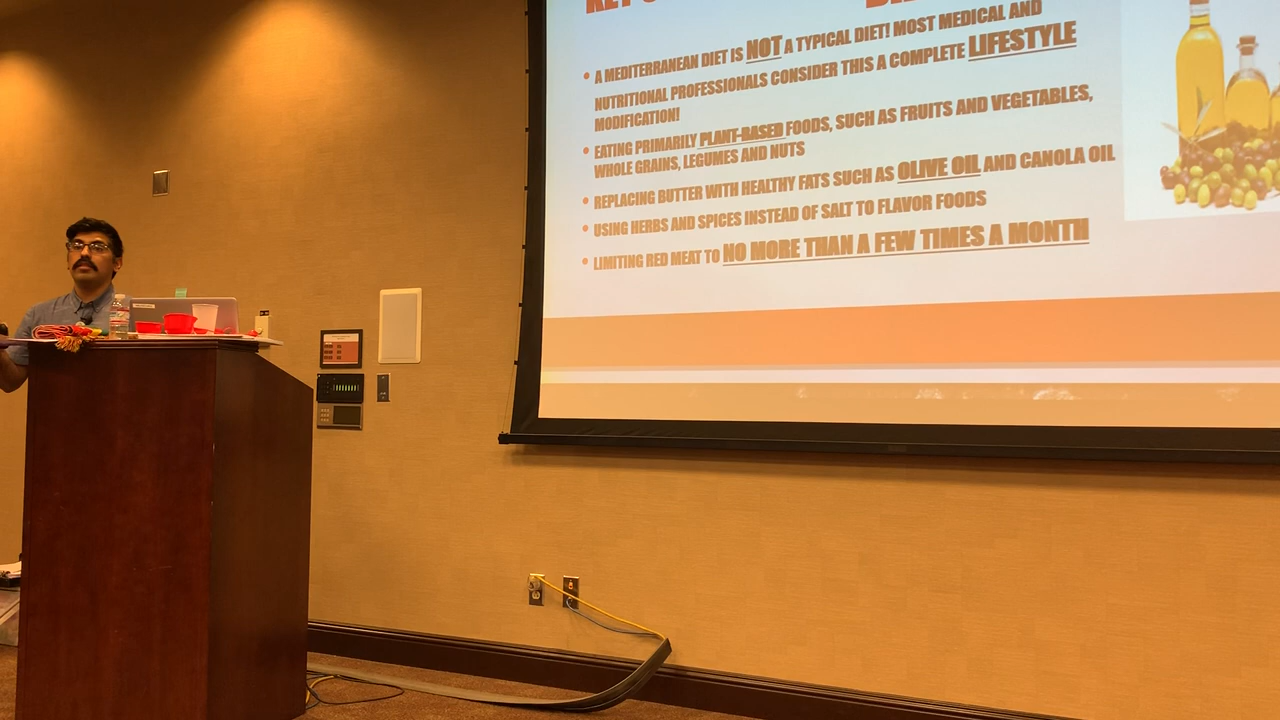 • A MEDITERRANEAN DIET IS NOT A TYPICAL DIET! MOST MEDICAL AND
NUTRITIONAL PROFESSIONALS CONSIDER THIS A COMPLETE LIFESTYLE
MODIFICATION!
• EATING PRIMARILY PLANT-BASED FOODS, SUCH AS FRUITS AND VEGETABLES,
WHOLE GRAINS, LEGUMES AND NUTS
• REPLACING BUTTER WITH HEALTHY FATS SUCH AS OLIVE OIL AND CANOLA OIL
• USING HERBS AND SPICES INSTEAD OF SALT TO FLAVOR FOODS
• LIMITING RED MEAT TO NO MORE THAN A FEW TIMES A MONTH